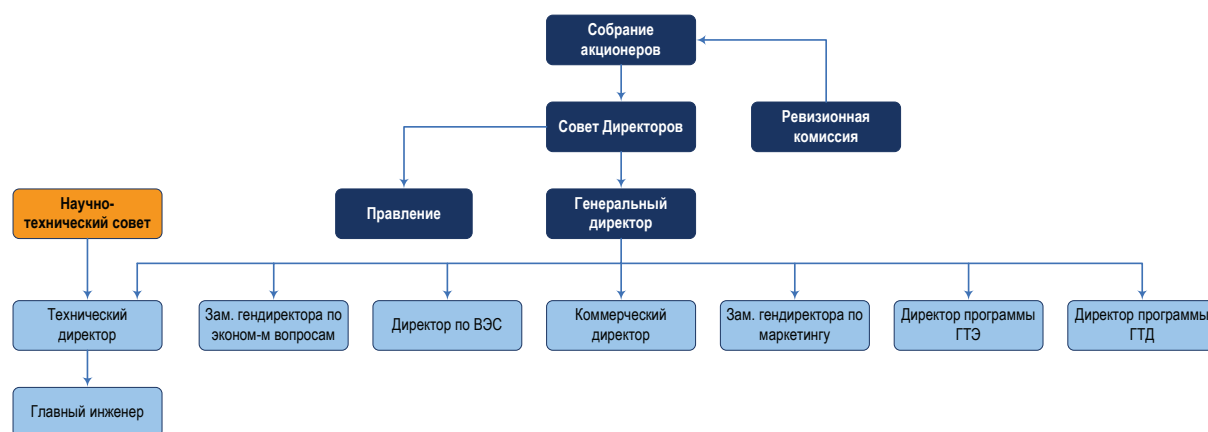 Собрание
акционеров
Совет Директоров
Ревизионная
комиссия
Научно-
технический совет
Правление
Генеральный
директор
Технический
директор
Зам. гендиректора по
эконом-м вопросам
Директор по ВЭС
Коммерческий
директор
Зам. гендиректора по
маркетингу
Директор программы
ГТЭ
Директор программы
ГТД
Главный инженер